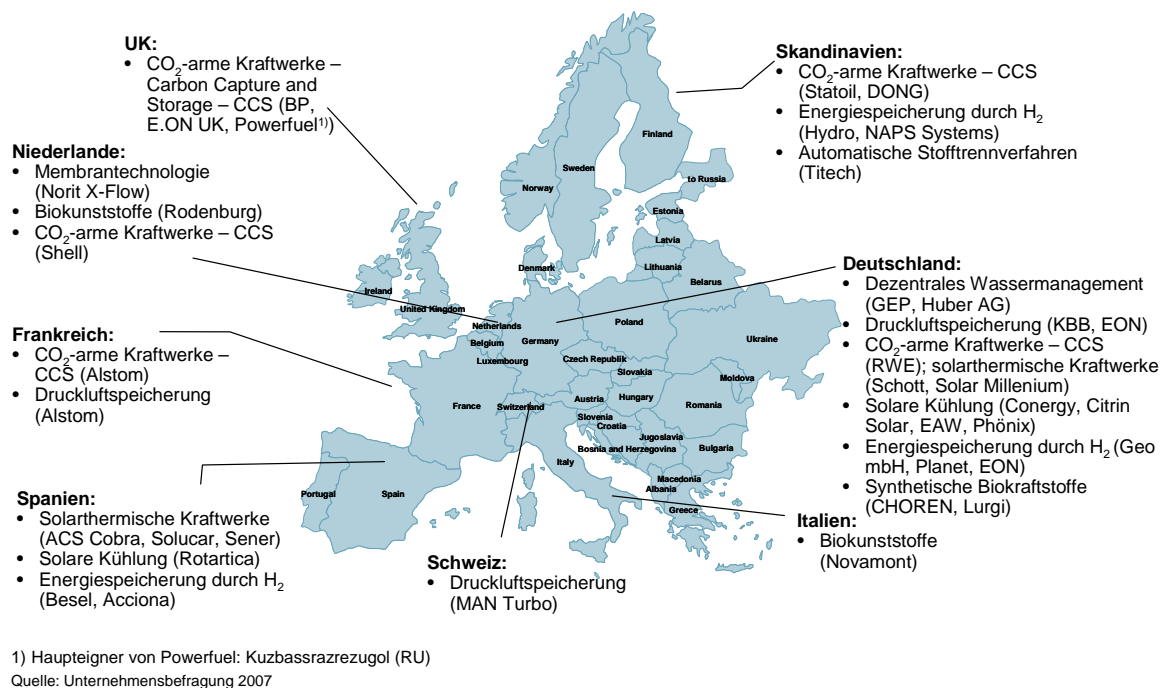 UK:
• CO₂-arme Kraftwerke –
Carbon Capture and
Storage – CCS (BP,
E.ON UK, Powerfuel¹⁾)
Niederlande:
• Membrantechnologie
(Norit X-Flow)
• Biokunststoffe (Rodenburg)
• CO₂-arme Kraftwerke – CCS
(Shell)
Frankreich:
• CO₂-arme Kraftwerke –
CCS (Alstom)
• Druckluftspeicherung
(Alstom)
Spanien:
• Solarthermische Kraftwerke
(ACS Cobra, Solucar, Sener)
• Solare Kühlung (Rotartica)
• Energiespeicherung durch H₂
(Besel, Acciona)
Schweiz:
• Druckluftspeicherung
(MAN Turbo)
Skandinavien:
• CO₂-arme Kraftwerke – CCS
(Statoil, DONG)
• Energiespeicherung durch H₂
(Hydro, NAPS Systems)
• Automatische Stofftrennverfahren
(Titech)
Deutschland:
• Dezentrales Wassermanagement
(GEP, Huber AG)
• Druckluftspeicherung (KBB, EON)
• CO₂-arme Kraftwerke – CCS
(RWE); solarthermische Kraftwerke
(Schott, Solar Millenium)
• Solare Kühlung (Conergy, Citrin
Solar, EAW, Phönix)
• Energiespeicherung durch H₂ (Geo
mbH, Planet, EON)
• Synthetische Biokraftstoffe
(CHOREN, Lurgi)
Italien:
• Biokunststoffe
(Novamont)
Finland
Sweden
Norway
to Russia
Estonia
Latvia
Denmark
Lithuania
Belarus
Ireland
United Kingdom
Netherlands
Poland
Belgium
Germany
Ukraine
Luxembourg
Czech Republik
Slovakia
Moldova
Austria
Hungary
France
Switzerland
Romania
Slovenia
Croatia
Jugoslavia
Bosnia and Herzegovina
Bulgaria
Italy
Macedonia
Albania
Portugal
Spain
Greece
1) Haupteigner von Powerfuel: Kuzbassrazrezugol (RU)
Quelle: Unternehmensbefragung 2007